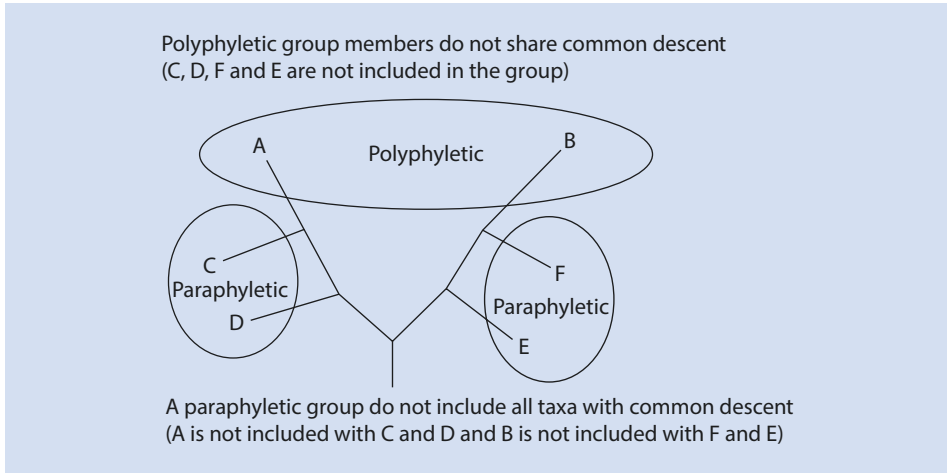 Polyphyletic group members do not share common descent
(C, D, F and E are not included in the group)
A
Polyphyletic
B
C
Paraphyletic
D
F
Paraphyletic
E
A paraphyletic group do not include all taxa with common descent
(A is not included with C and D and B is not included with F and E)